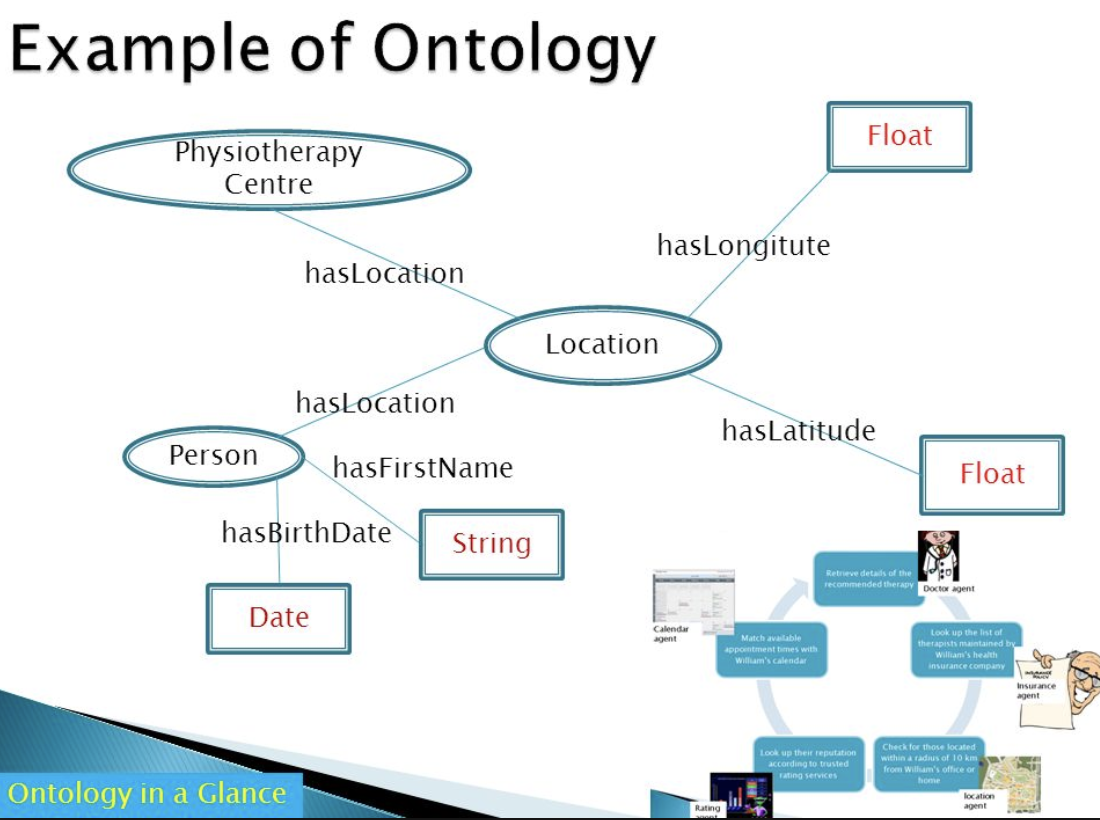 Example of Ontology
Physiotherapy
Centre
Float
hasLongitute
hasLocation
Location
hasLocation
hasLatitude
Person
hasFirstName
Float
hasBirthDate
String
Date
Retrieve details of the
recommended therapy
Doctor agent
Look up the list of
therapists maintained by
William's health
insurance company
INSURANCE
POLICY
Insurance
agent
Check for those located
within a radius of 10 km
from William's office or
home
location
agent
Look up their reputation
according to trusted
rating services
Rating
agent
Match available
appointment times with
William's calendar
Calendar
agent
Ontology in a Glance